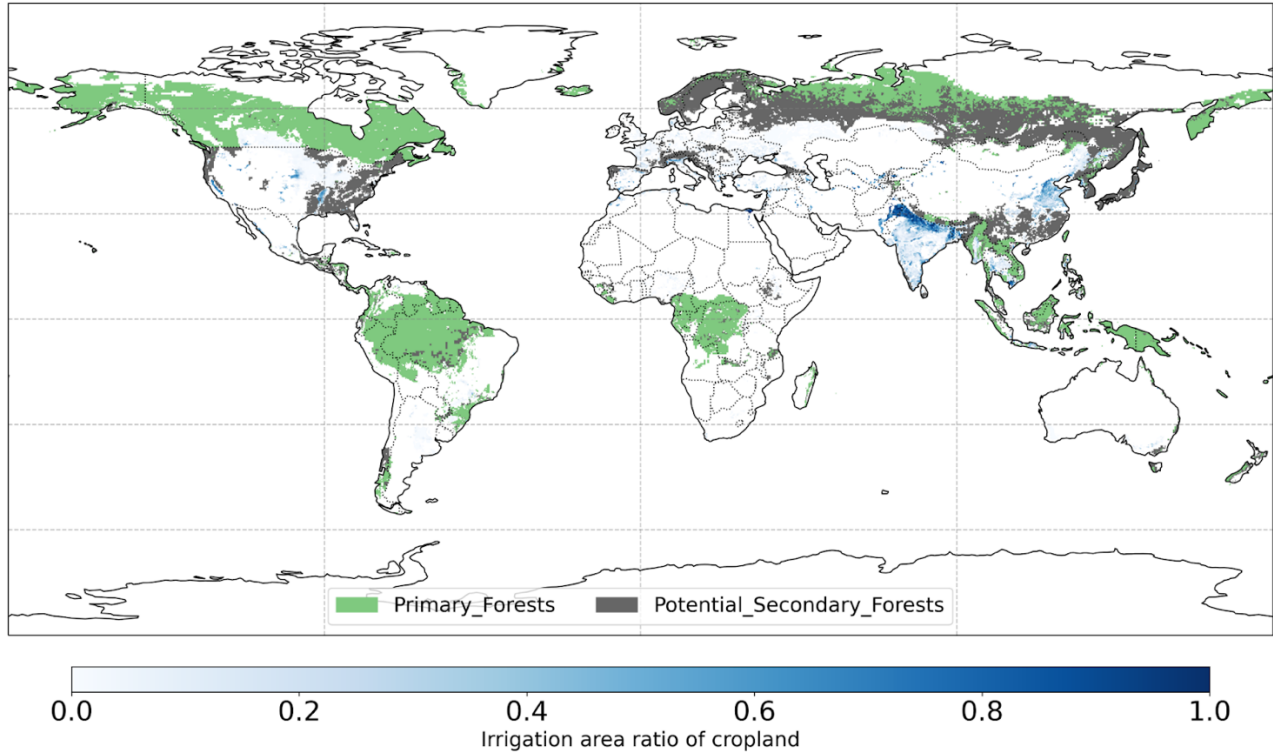 Primary_Forests Potential_Secondary_Forests
0.0 0.2 0.4 0.6 0.8 1.0
Irrigation area ratio of cropland